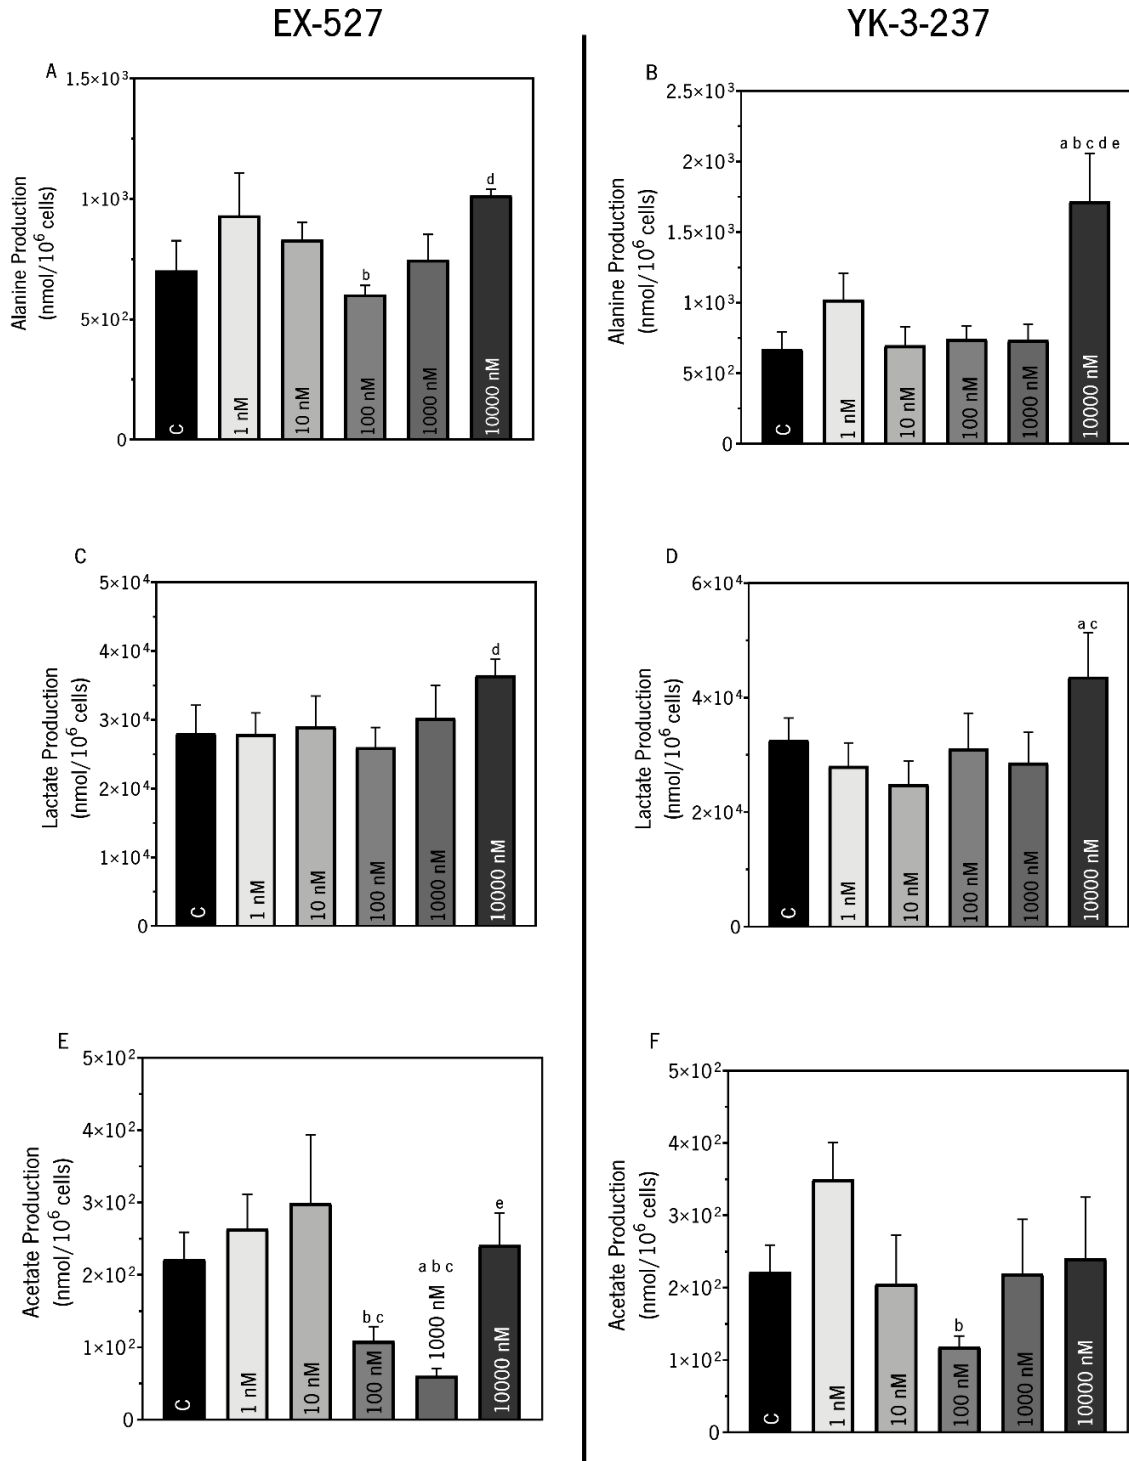 EX-527
YK-3-237
A
1.5×10³
1×10³
5×10²
0
Alanine Production
(nmol/10⁶ cells)
C
1 nM
10 nM
b
100 nM
1000 nM
d
10000 nM
B
2.5×10³
2×10³
1.5×10³
1×10³
5×10²
0
Alanine Production
(nmol/10⁶ cells)
C
1 nM
10 nM
100 nM
1000 nM
a b c d e
10000 nM
C
5×10⁴
4×10⁴
3×10⁴
2×10⁴
1×10⁴
0
Lactate Production
(nmol/10⁶ cells)
C
1 nM
10 nM
100 nM
1000 nM
d
10000 nM
D
6×10⁴
4×10⁴
2×10⁴
0
Lactate Production
(nmol/10⁶ cells)
C
1 nM
10 nM
100 nM
1000 nM
a c
10000 nM
E
5×10²
4×10²
3×10²
2×10²
1×10²
0
Acetate Production
(nmol/10⁶ cells)
C
1 nM
10 nM
b c
100 nM
a b c
1000 nM
e
10000 nM
F
5×10²
4×10²
3×10²
2×10²
1×10²
0
Acetate Production
(nmol/10⁶ cells)
C
1 nM
10 nM
b
100 nM
1000 nM
10000 nM